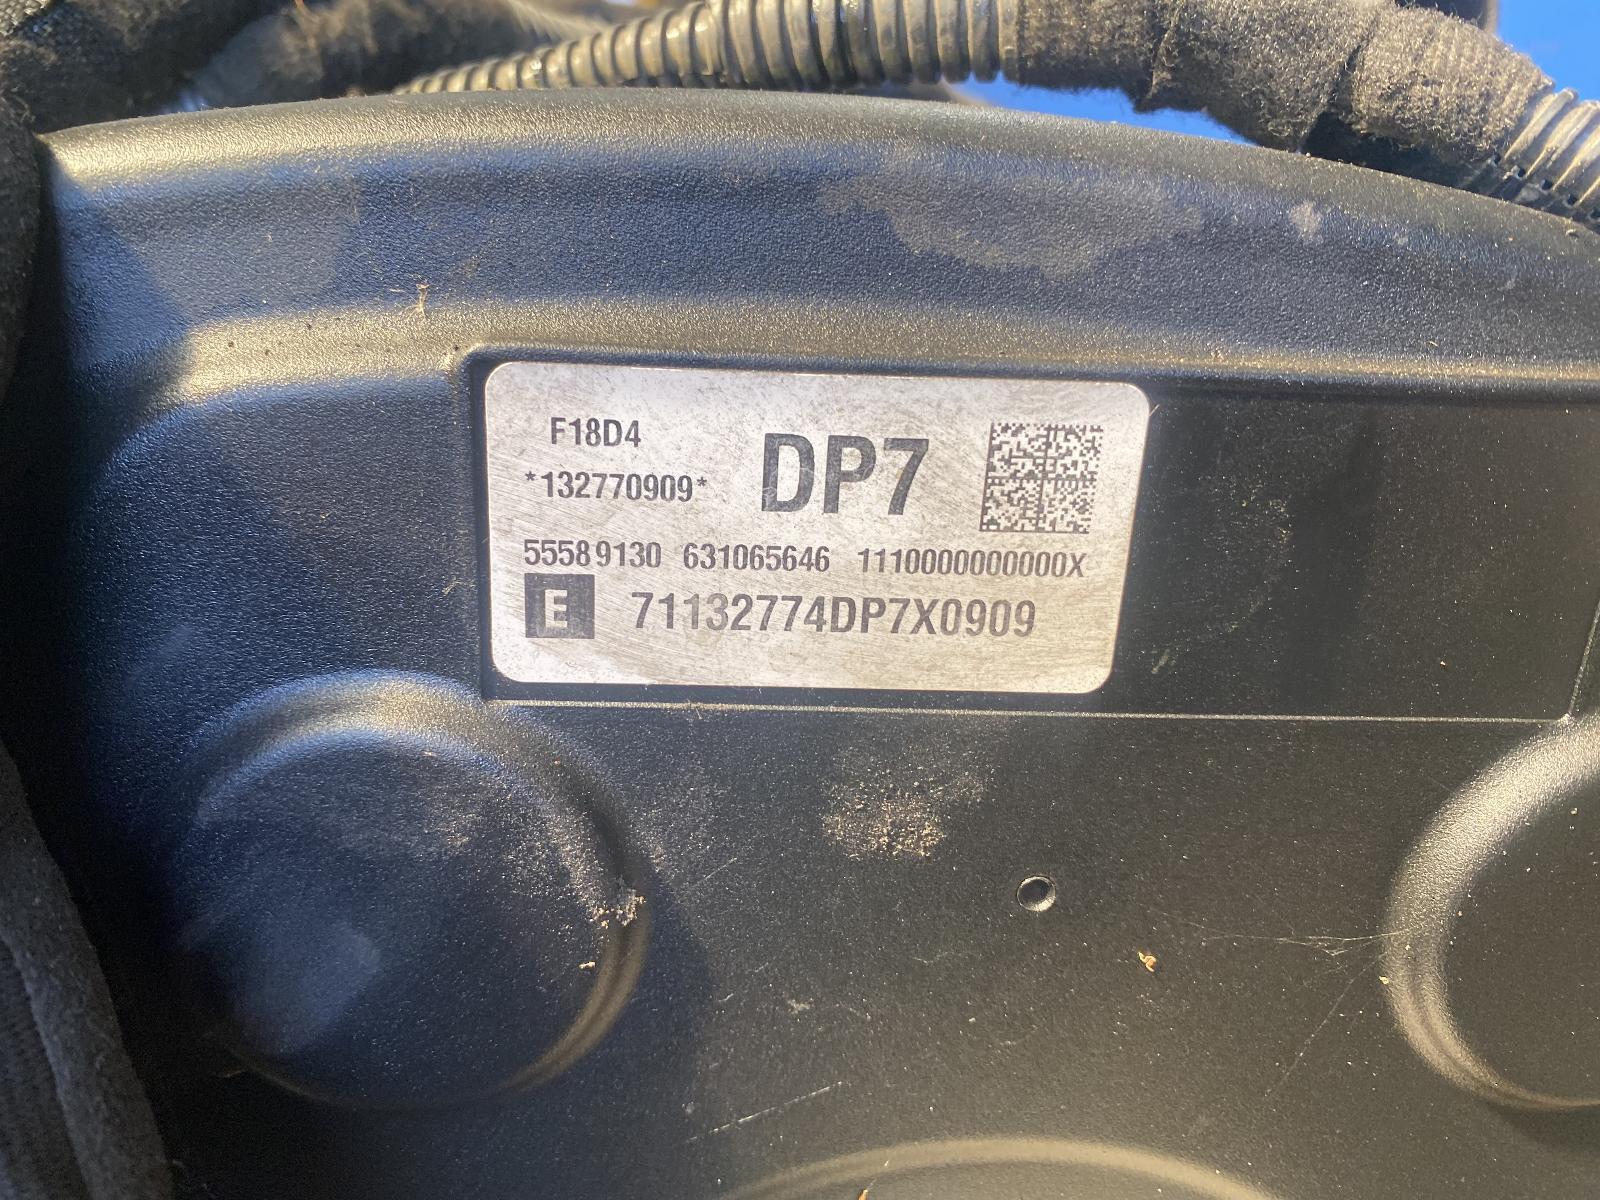 F18D4
*132770909*
DP7
55589130 631065646 1110000000000X
E 71132774DP7X0909